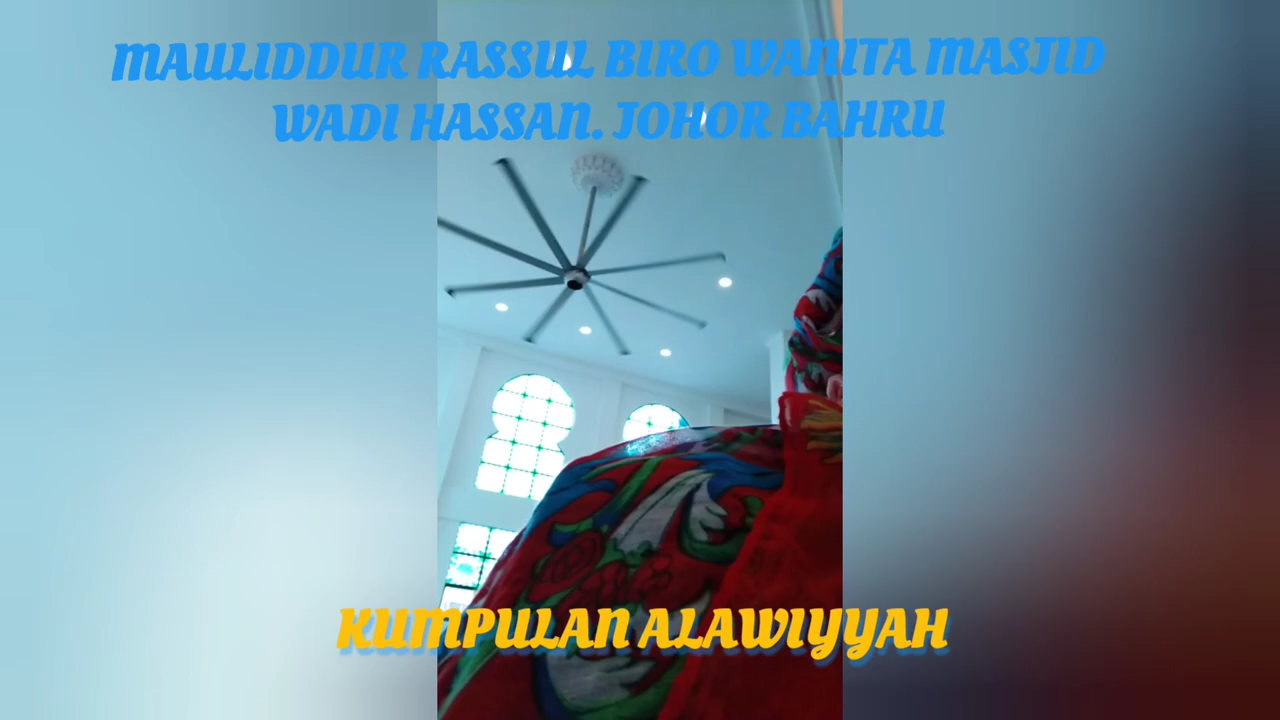 MAULIDDUR RASSUL BIRO WANITA MASJID
WADI HASSAN. JOHOR BAHRU
KUMPULAN ALAWIYYAH